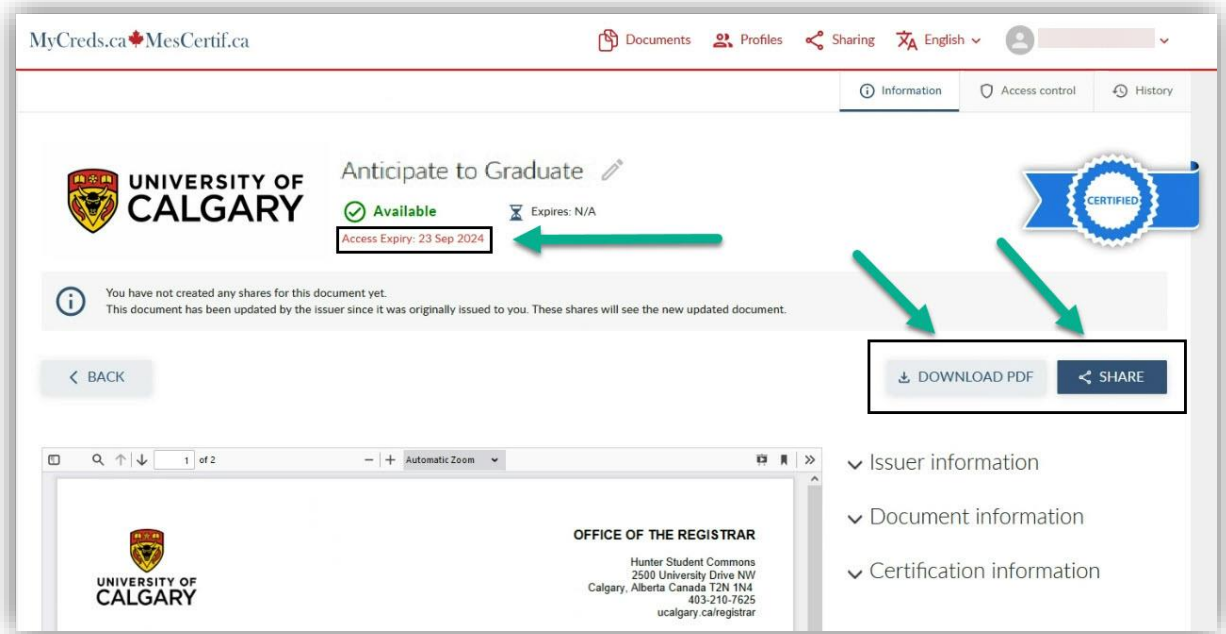 MyCreds.ca MesCertif.ca
Documents
Profiles
Sharing
English
Information
Access control
History
UNIVERSITY OF
CALGARY
Anticipate to Graduate
Available
Expires: N/A
Access Expiry: 23 Sep 2024
CERTIFIED
You have not created any shares for this document yet.
This document has been updated by the issuer since it was originally issued to you. These shares will see the new updated document.
BACK
DOWNLOAD PDF
SHARE
1 of 2
Automatic Zoom
UNIVERSITY OF
CALGARY
OFFICE OF THE REGISTRAR
Hunter Student Commons
2500 University Drive NW
Calgary, Alberta Canada T2N 1N4
403-210-7625
ucalgary.ca/registrar
Issuer information
Document information
Certification information